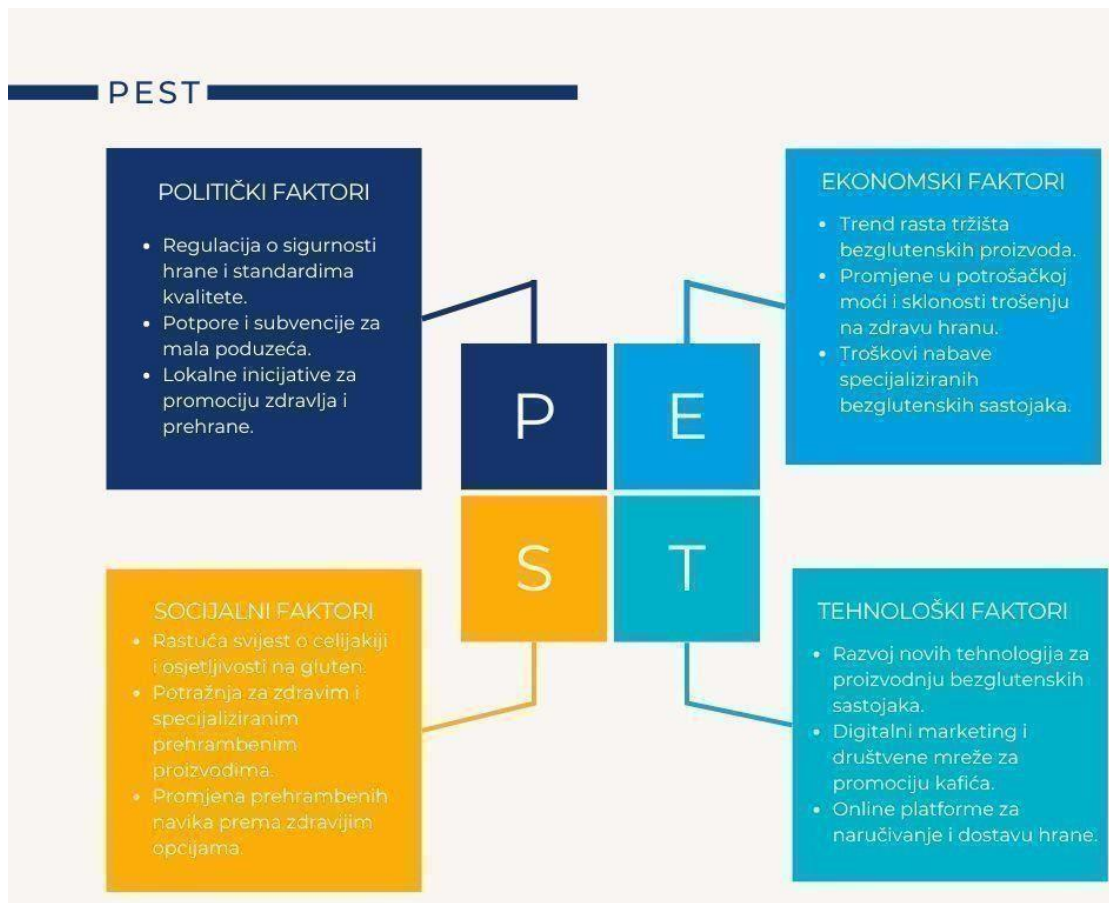 PEST
POLITIČKI FAKTORI
• Regulacija o sigurnosti
hrane i standardima
kvalitete.
• Potpore i subvencije za
mala poduzeća.
• Lokalne inicijative za
promociju zdravlja i
prehrane.
EKONOMSKI FAKTORI
• Trend rasta tržišta
bezglutenskih proizvoda.
• Promjene u potrošačkoj
moći i sklonosti trošenju
na zdravu hranu.
• Troškovi nabave
specijaliziranih
bezglutenskih sastojaka.
P
E
S
T
SOCIJALNI FAKTORI
• Rastuća svijest o celijakiji
i osjetljivosti na gluten.
• Potražnja za zdravim i
specijaliziranim
prehrambenim
proizvodima.
• Promjena prehrambenih
navika prema zdravijim
opcijama.
TEHNOLOŠKI FAKTORI
• Razvoj novih tehnologija za
proizvodnju bezglutenskih
sastojaka.
• Digitalni marketing i
društvene mreže za
promociju kafića.
• Online platforme za
naručivanje i dostavu hrane.